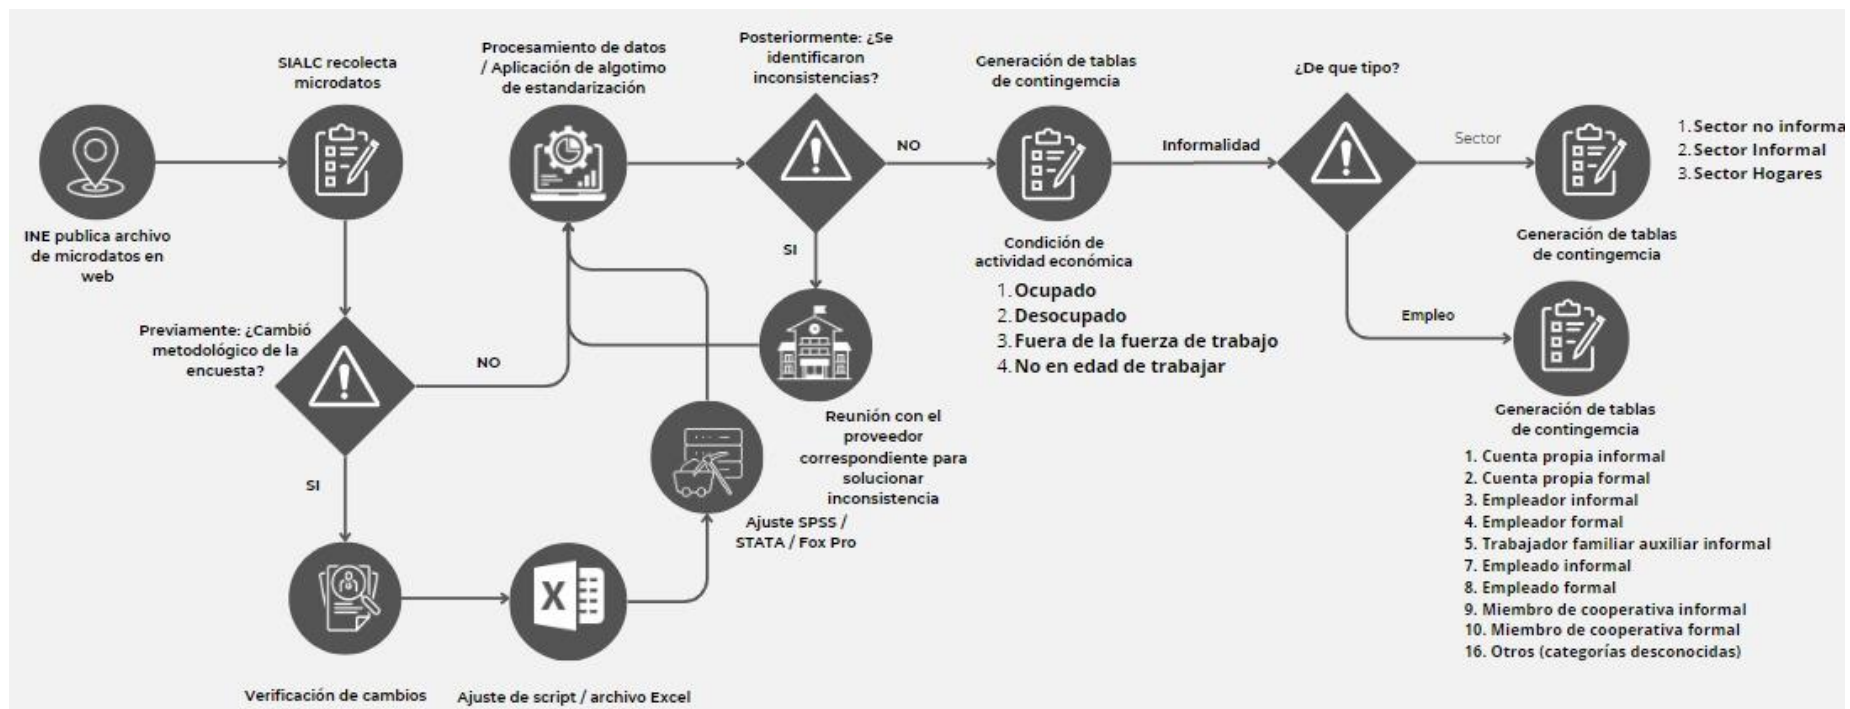 SIALC recolecta
microdatos
INE publica archivo
de microdatos en
web
Previamente: ¿Cambió
metodológico de la
encuesta?
NO
SI
Verificación de cambios
Ajuste de script / archivo Excel
X
Ajuste SPSS /
STATA / Fox Pro
Procesamiento de datos
/ Aplicación de algotimo
de estandarización
Posteriormente: ¿Se
identificaron
inconsistencias?
NO
SI
Reunión con el
proveedor
correspondiente para
solucionar
inconsistencia
Generación de tablas
de contingemcia
Condición de
actividad económica
1. Ocupado
2. Desocupado
3. Fuera de la fuerza de trabajo
4. No en edad de trabajar
Informalidad
¿De que tipo?
Sector
Generación de tablas
de contingemcia
1. Sector no informa
2. Sector Informal
3. Sector Hogares
Empleo
Generación de tablas
de contingemcia
1. Cuenta propia informal
2. Cuenta propia formal
3. Empleador informal
4. Empleador formal
5. Trabajador familiar auxiliar informal
7. Empleado informal
8. Empleado formal
9. Miembro de cooperativa informal
10. Miembro de cooperativa formal
16. Otros (categorías desconocidas)